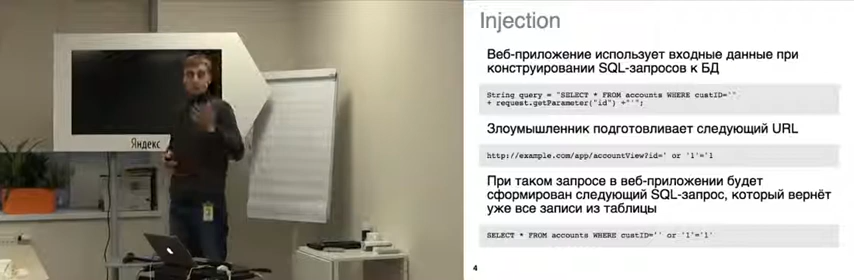 Яндекс
Injection
Веб-приложение использует входные данные при
конструировании SQL-запросов к БД
String query = "SELECT * FROM accounts WHERE custID='"
+ request.getParameter("id") +"'";
Злоумышленник подготовливает следующий URL
http://example.com/app/accountView?id=' or '1'='1
При таком запросе в веб-приложении будет
сформирован следующий SQL-запрос, который вернёт
уже все записи из таблицы
SELECT * FROM accounts WHERE custID='' or '1'='1'
4